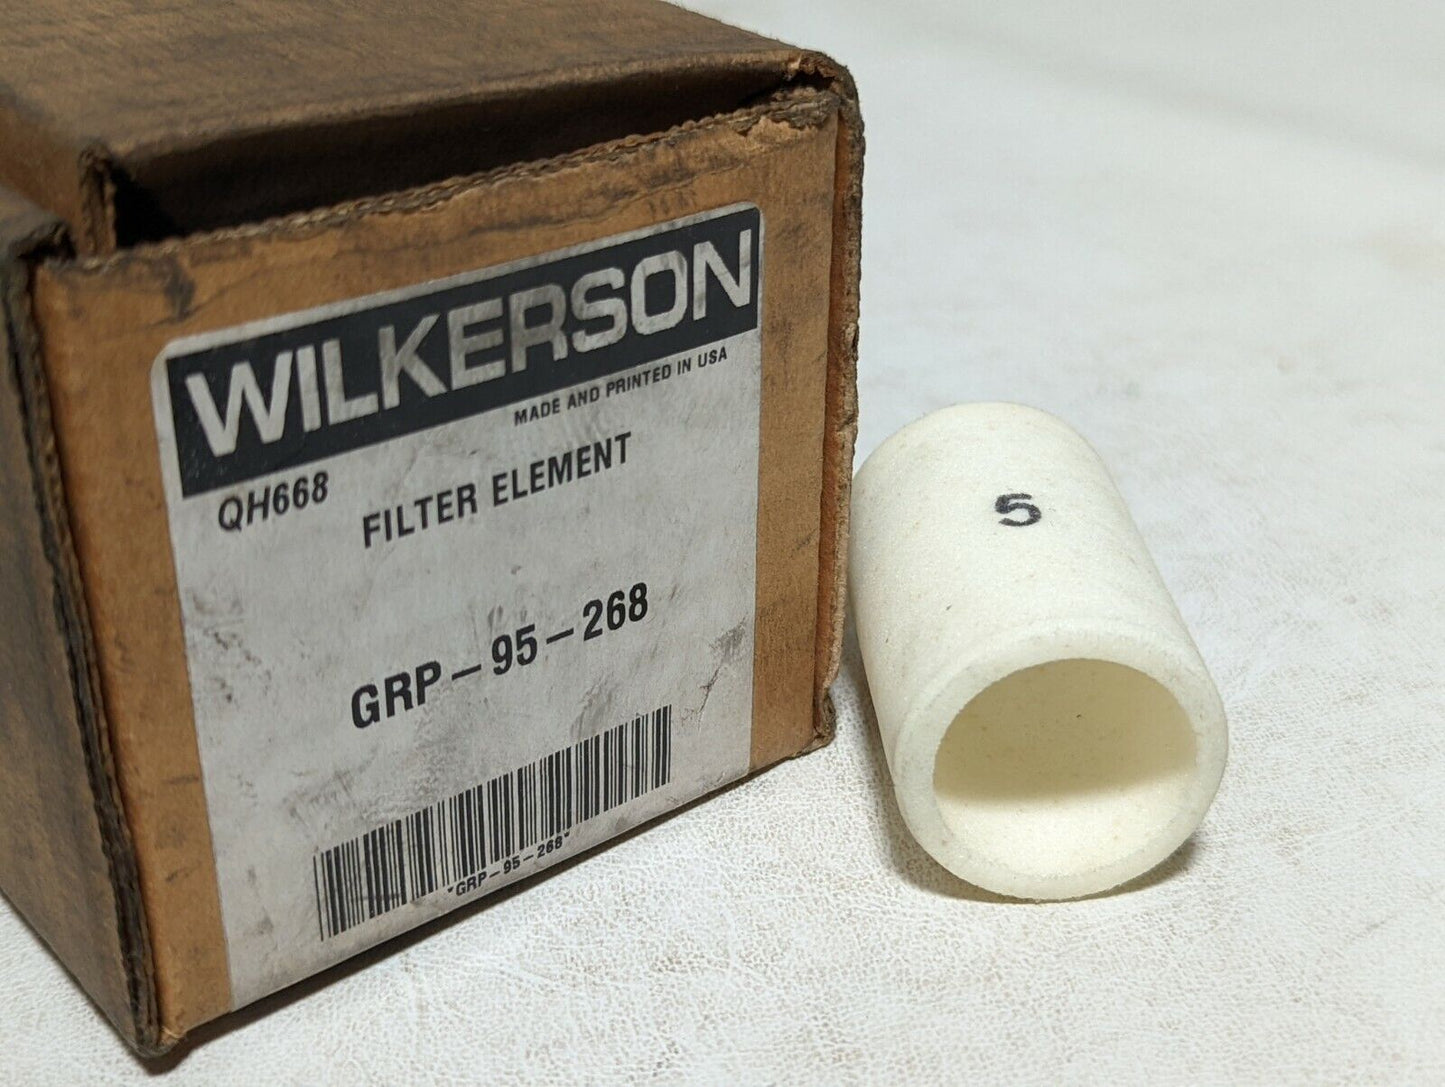 WILKERSON
MADE AND PRINTED IN USA
QH668
FILTER ELEMENT
GRP-95-268
*GRP-95-268*
5